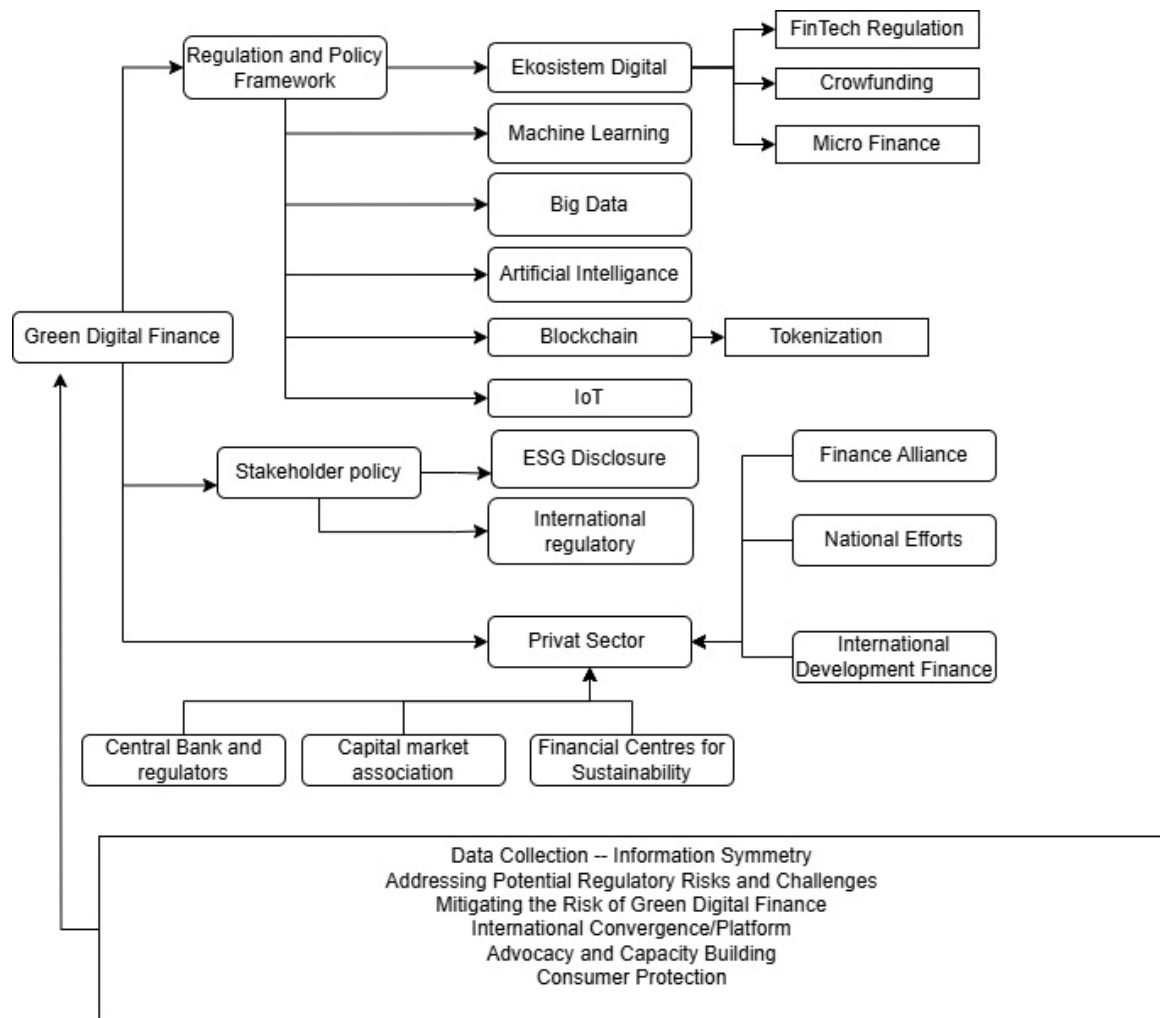 Regulation and Policy
Framework
Ekosistem Digital
FinTech Regulation
Crowfunding
Micro Finance
Machine Learning
Big Data
Artificial Intelligance
Green Digital Finance
Blockchain
Tokenization
IoT
Stakeholder policy
ESG Disclosure
International
regulatory
Finance Alliance
National Efforts
Privat Sector
International
Development Finance
Central Bank and
regulators
Capital market
association
Financial Centres for
Sustainability
Data Collection -- Information Symmetry
Addressing Potential Regulatory Risks and Challenges
Mitigating the Risk of Green Digital Finance
International Convergence/Platform
Advocacy and Capacity Building
Consumer Protection